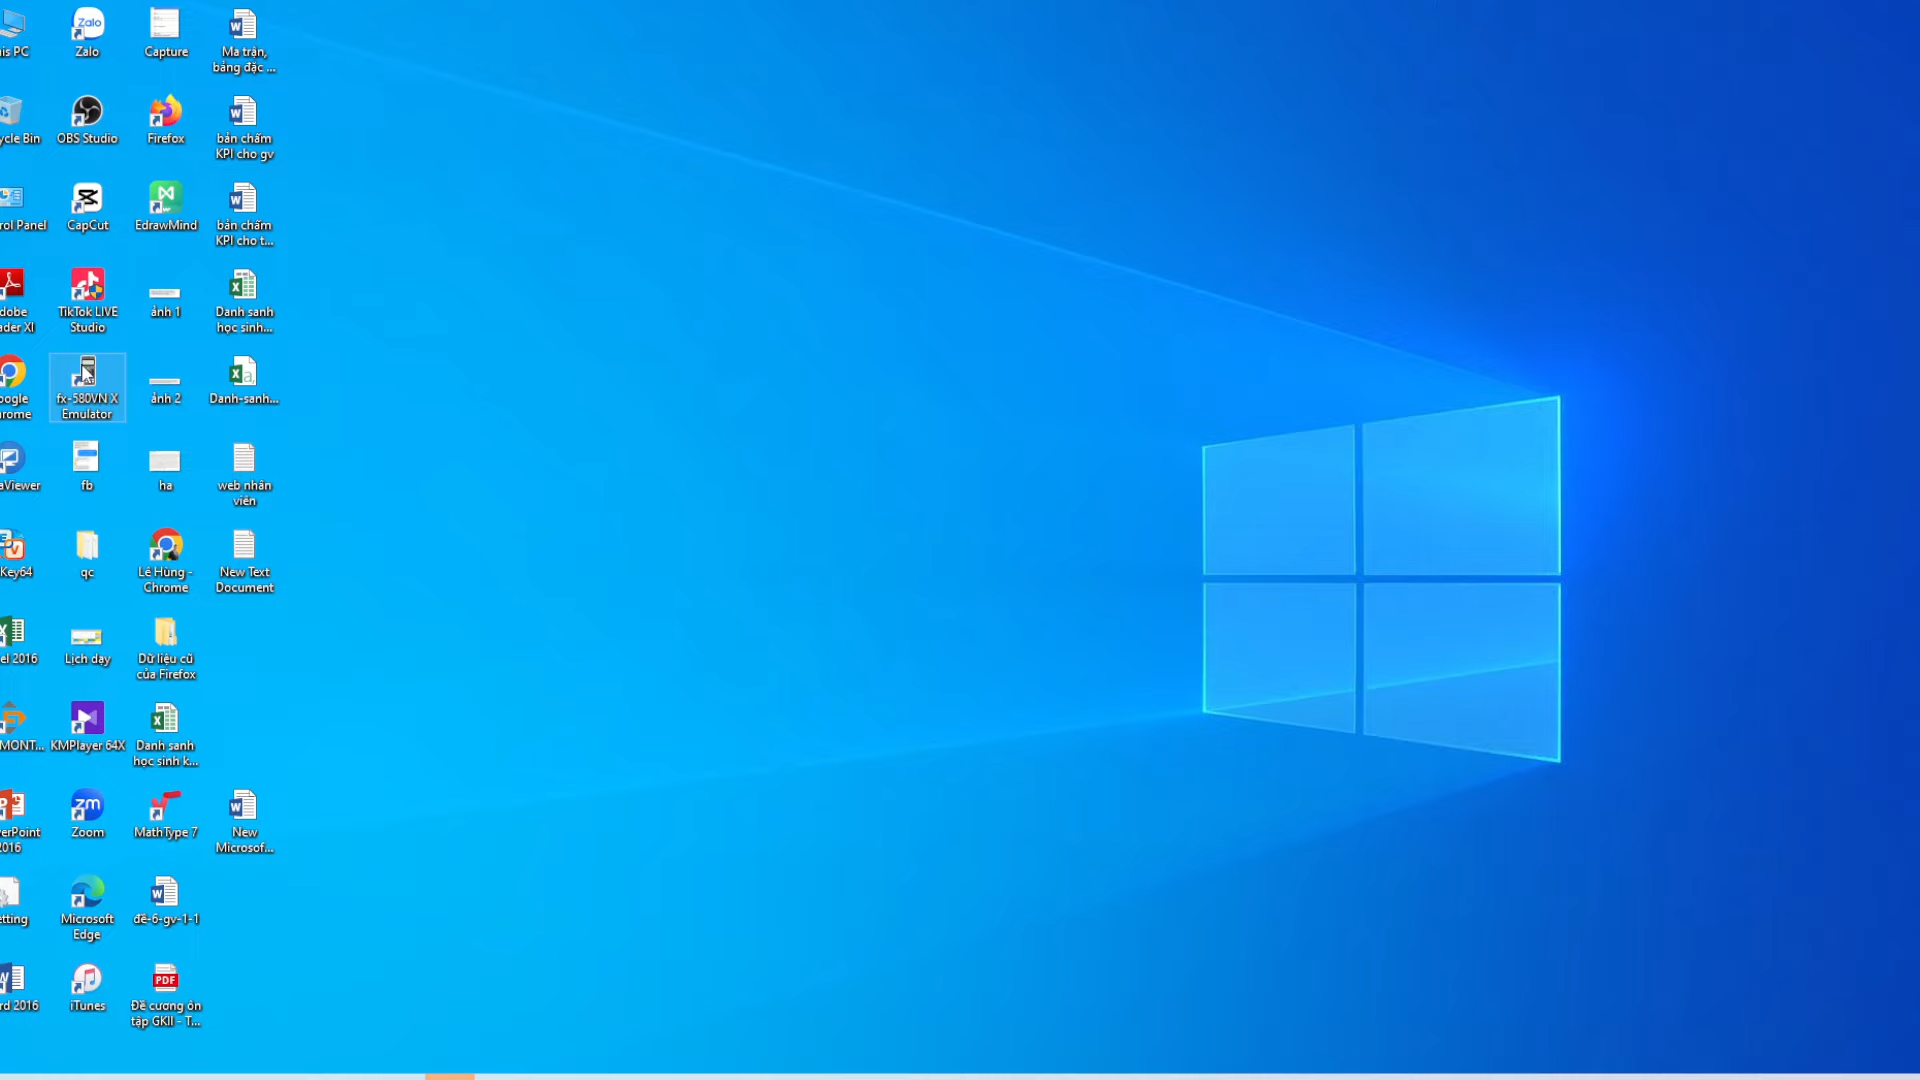 is PC
Zalo
Capture
Ma trận,
bảng đặc ...
ycle Bin
OBS Studio
Firefox
bản chấm
KPI cho gv
rol Panel
CapCut
EdrawMind
bản chấm
KPI cho t...
dobe
ader XI
TikTok LIVE
Studio
ảnh 1
Danh sanh
học sinh...
oogle
hrome
fx-580VN X
Emulator
ảnh 2
Danh-sanh...
aViewer
fb
ha
web nhân
viên
Key64
qc
Lê Hùng -
Chrome
New Text
Document
el 2016
Lịch dạy
Dữ liệu cũ
của Firefox
MONT...
KMPlayer 64X
Danh sanh
học sinh k...
verPoint
2016
zm
Zoom
MathType 7
New
Microsof...
etting
Microsoft
Edge
đề-6-gv-1-1
rd 2016
iTunes
PDF
Đề cương ôn
tập GKII - T...